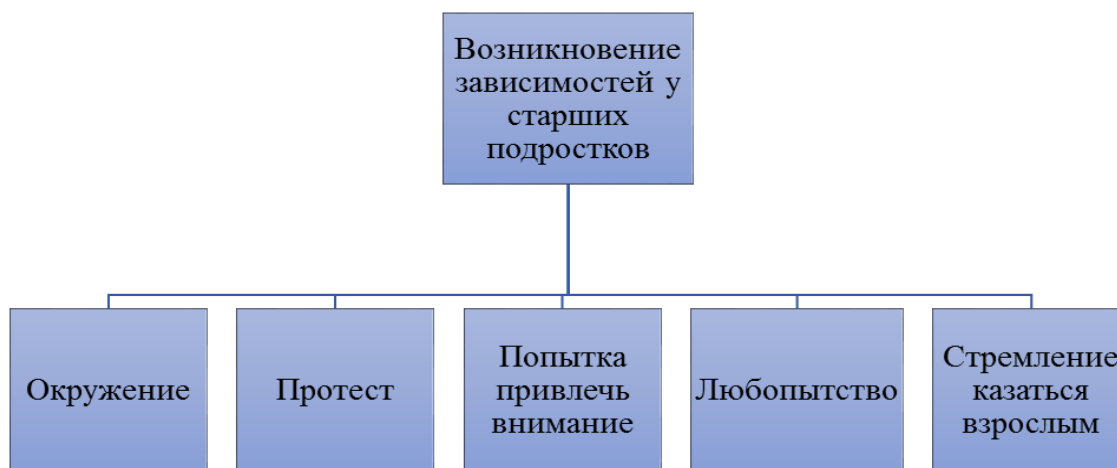 Возникновение
зависимостей у
старших
подростков
Окружение
Протест
Попытка
привлечь
внимание
Любопытство
Стремление
казаться
взрослым